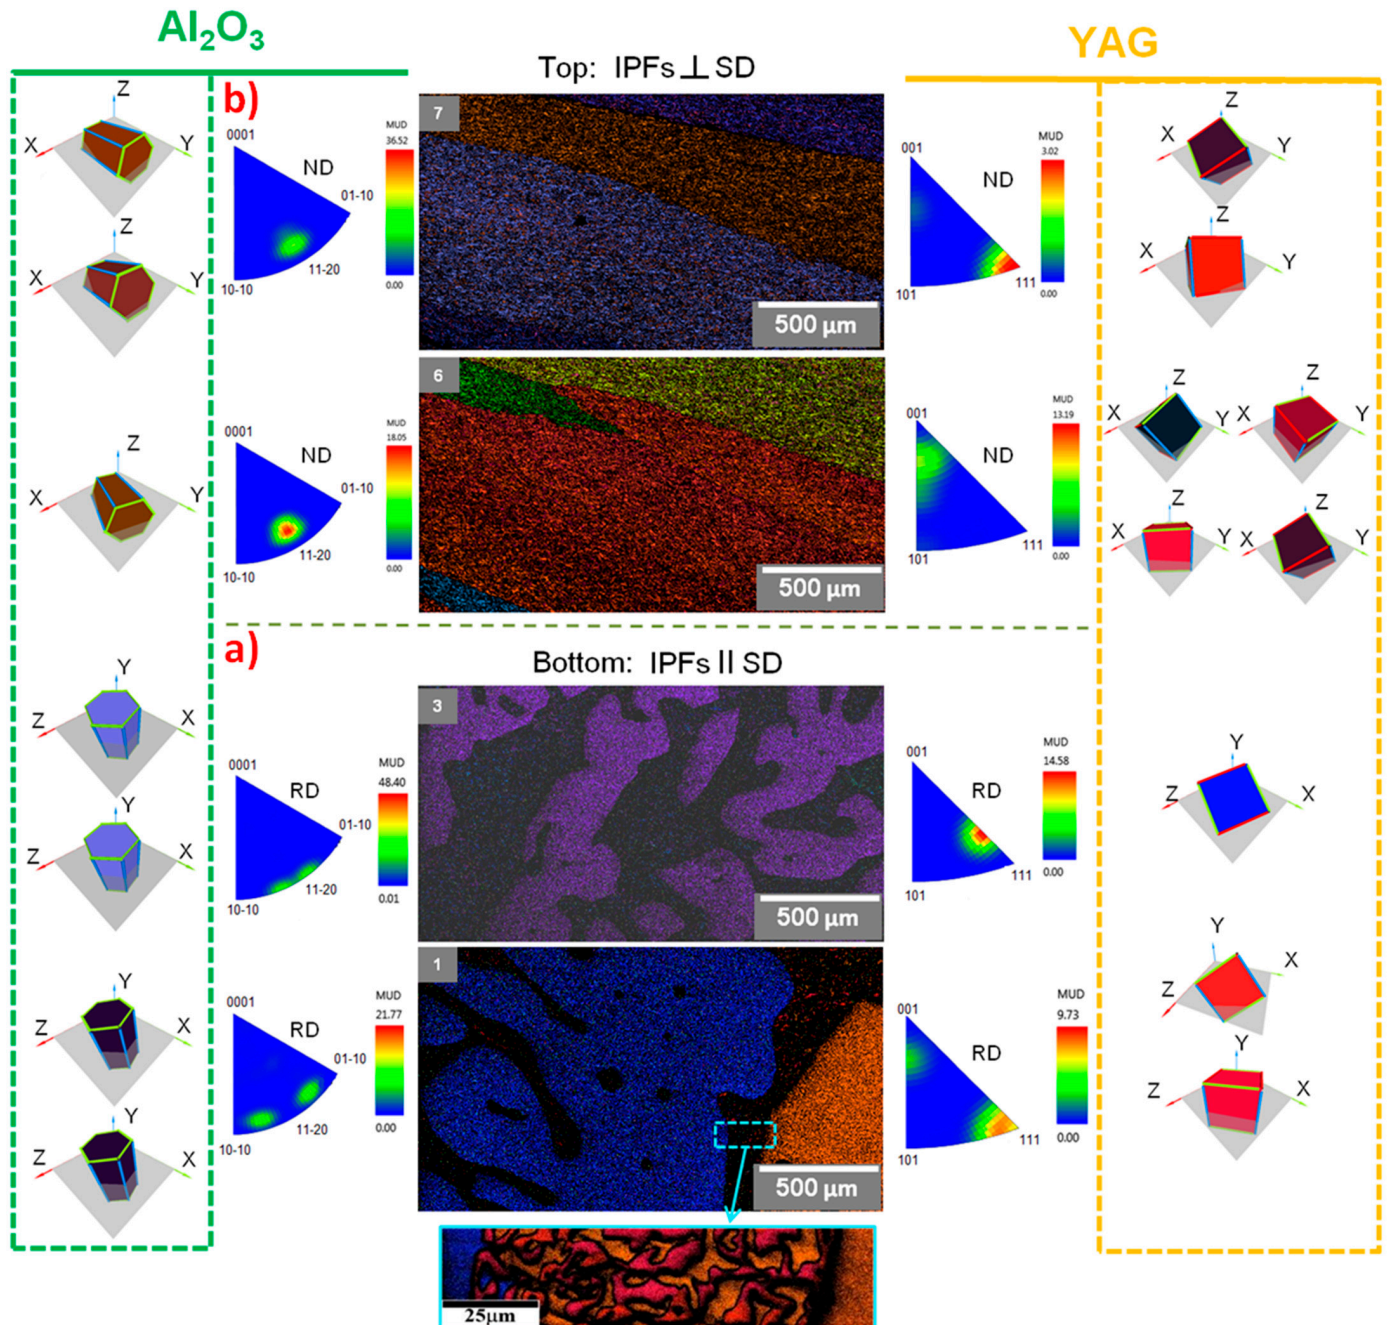 Al₂O₃
YAG
Top: IPFs ⊥ SD
b)
Z
X
Y
0001
ND
01-10
11-20
10-10
MUD
36.52
0.00
7
500 µm
001
ND
101
111
MUD
3.02
0.00
Z
X
Y
Z
X
Y
Z
X
Y
Z
X
Y
0001
ND
01-10
11-20
10-10
MUD
18.05
0.00
6
500 µm
001
ND
101
111
MUD
13.19
0.00
Z
X
Y
Z
X
Y
Z
X
Y
Z
X
Y
a)
Bottom: IPFs II SD
Y
Z
X
Y
Z
X
0001
RD
01-10
11-20
10-10
MUD
48.40
0.01
3
500 µm
001
RD
101
111
MUD
14.58
0.00
Y
Z
X
Y
Z
X
Y
Z
X
0001
RD
01-10
11-20
10-10
MUD
21.77
0.00
1
500 µm
001
RD
101
111
MUD
9.73
0.00
Y
Z
X
Y
Z
X
25µm